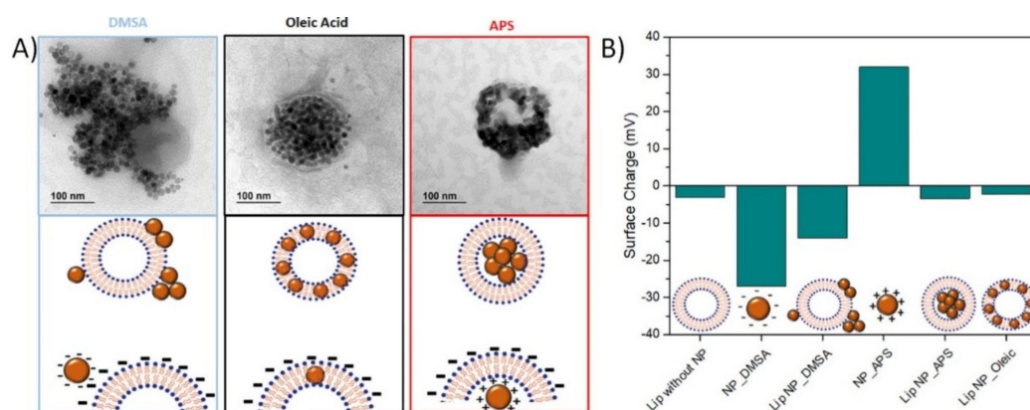 A)
DMSA
Oleic Acid
APS
100 nm
100 nm
100 nm
B)
Surface Charge (mV)
40
30
20
10
0
-10
-20
-30
-40
Lip without NP
NP_DMSA
Lip NP_DMSA
NP_APS
Lip NP_APS
Lip NP_Oleic